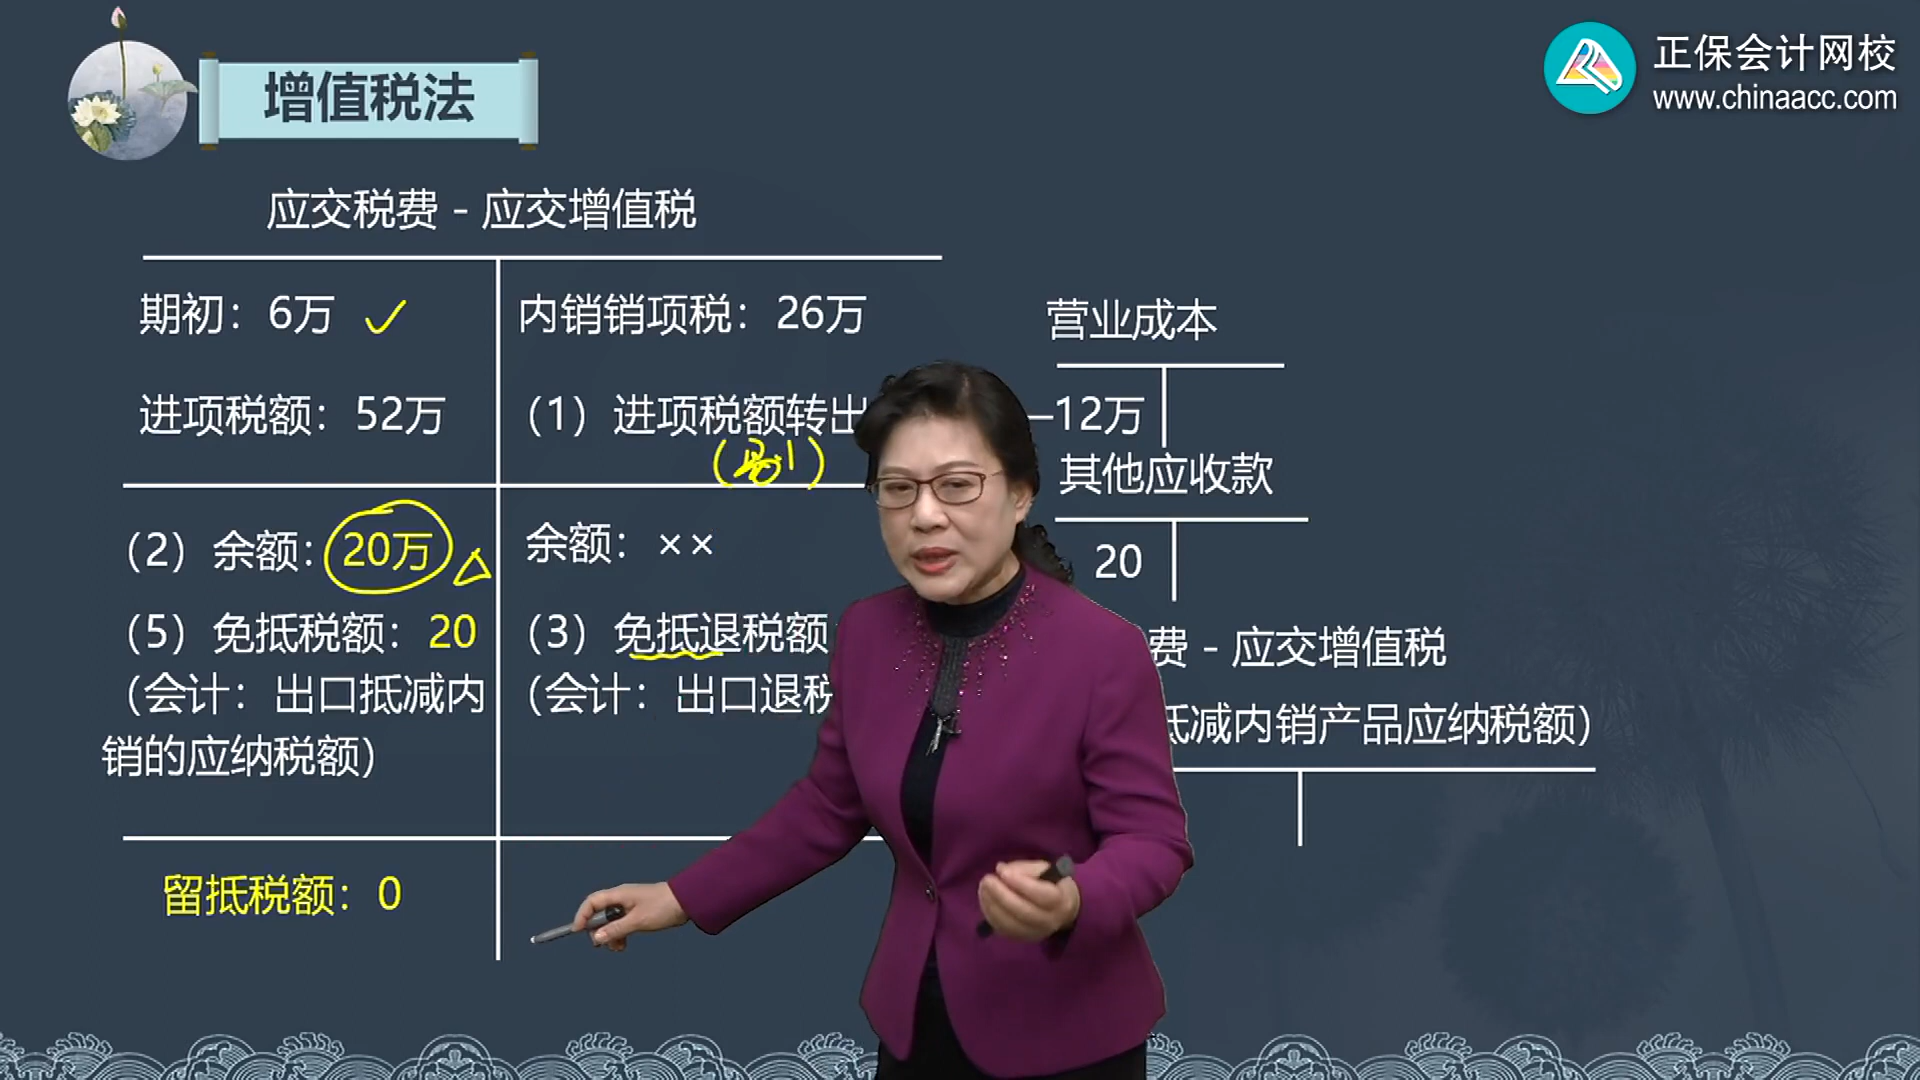 增值税法
正保会计网校
www.chinaacc.com
应交税费 - 应交增值税
期初：6万
内销销项税：26万
进项税额：52万
（1）进项税额转出
（剔）
营业成本
12万
其他应收款
20
（2）余额：20万
余额：××
（5）免抵税额：20
（会计：出口抵减内
销的应纳税额）
（3）免抵退税额
（会计：出口退税
费 - 应交增值税
抵减内销产品应纳税额）
留抵税额：0